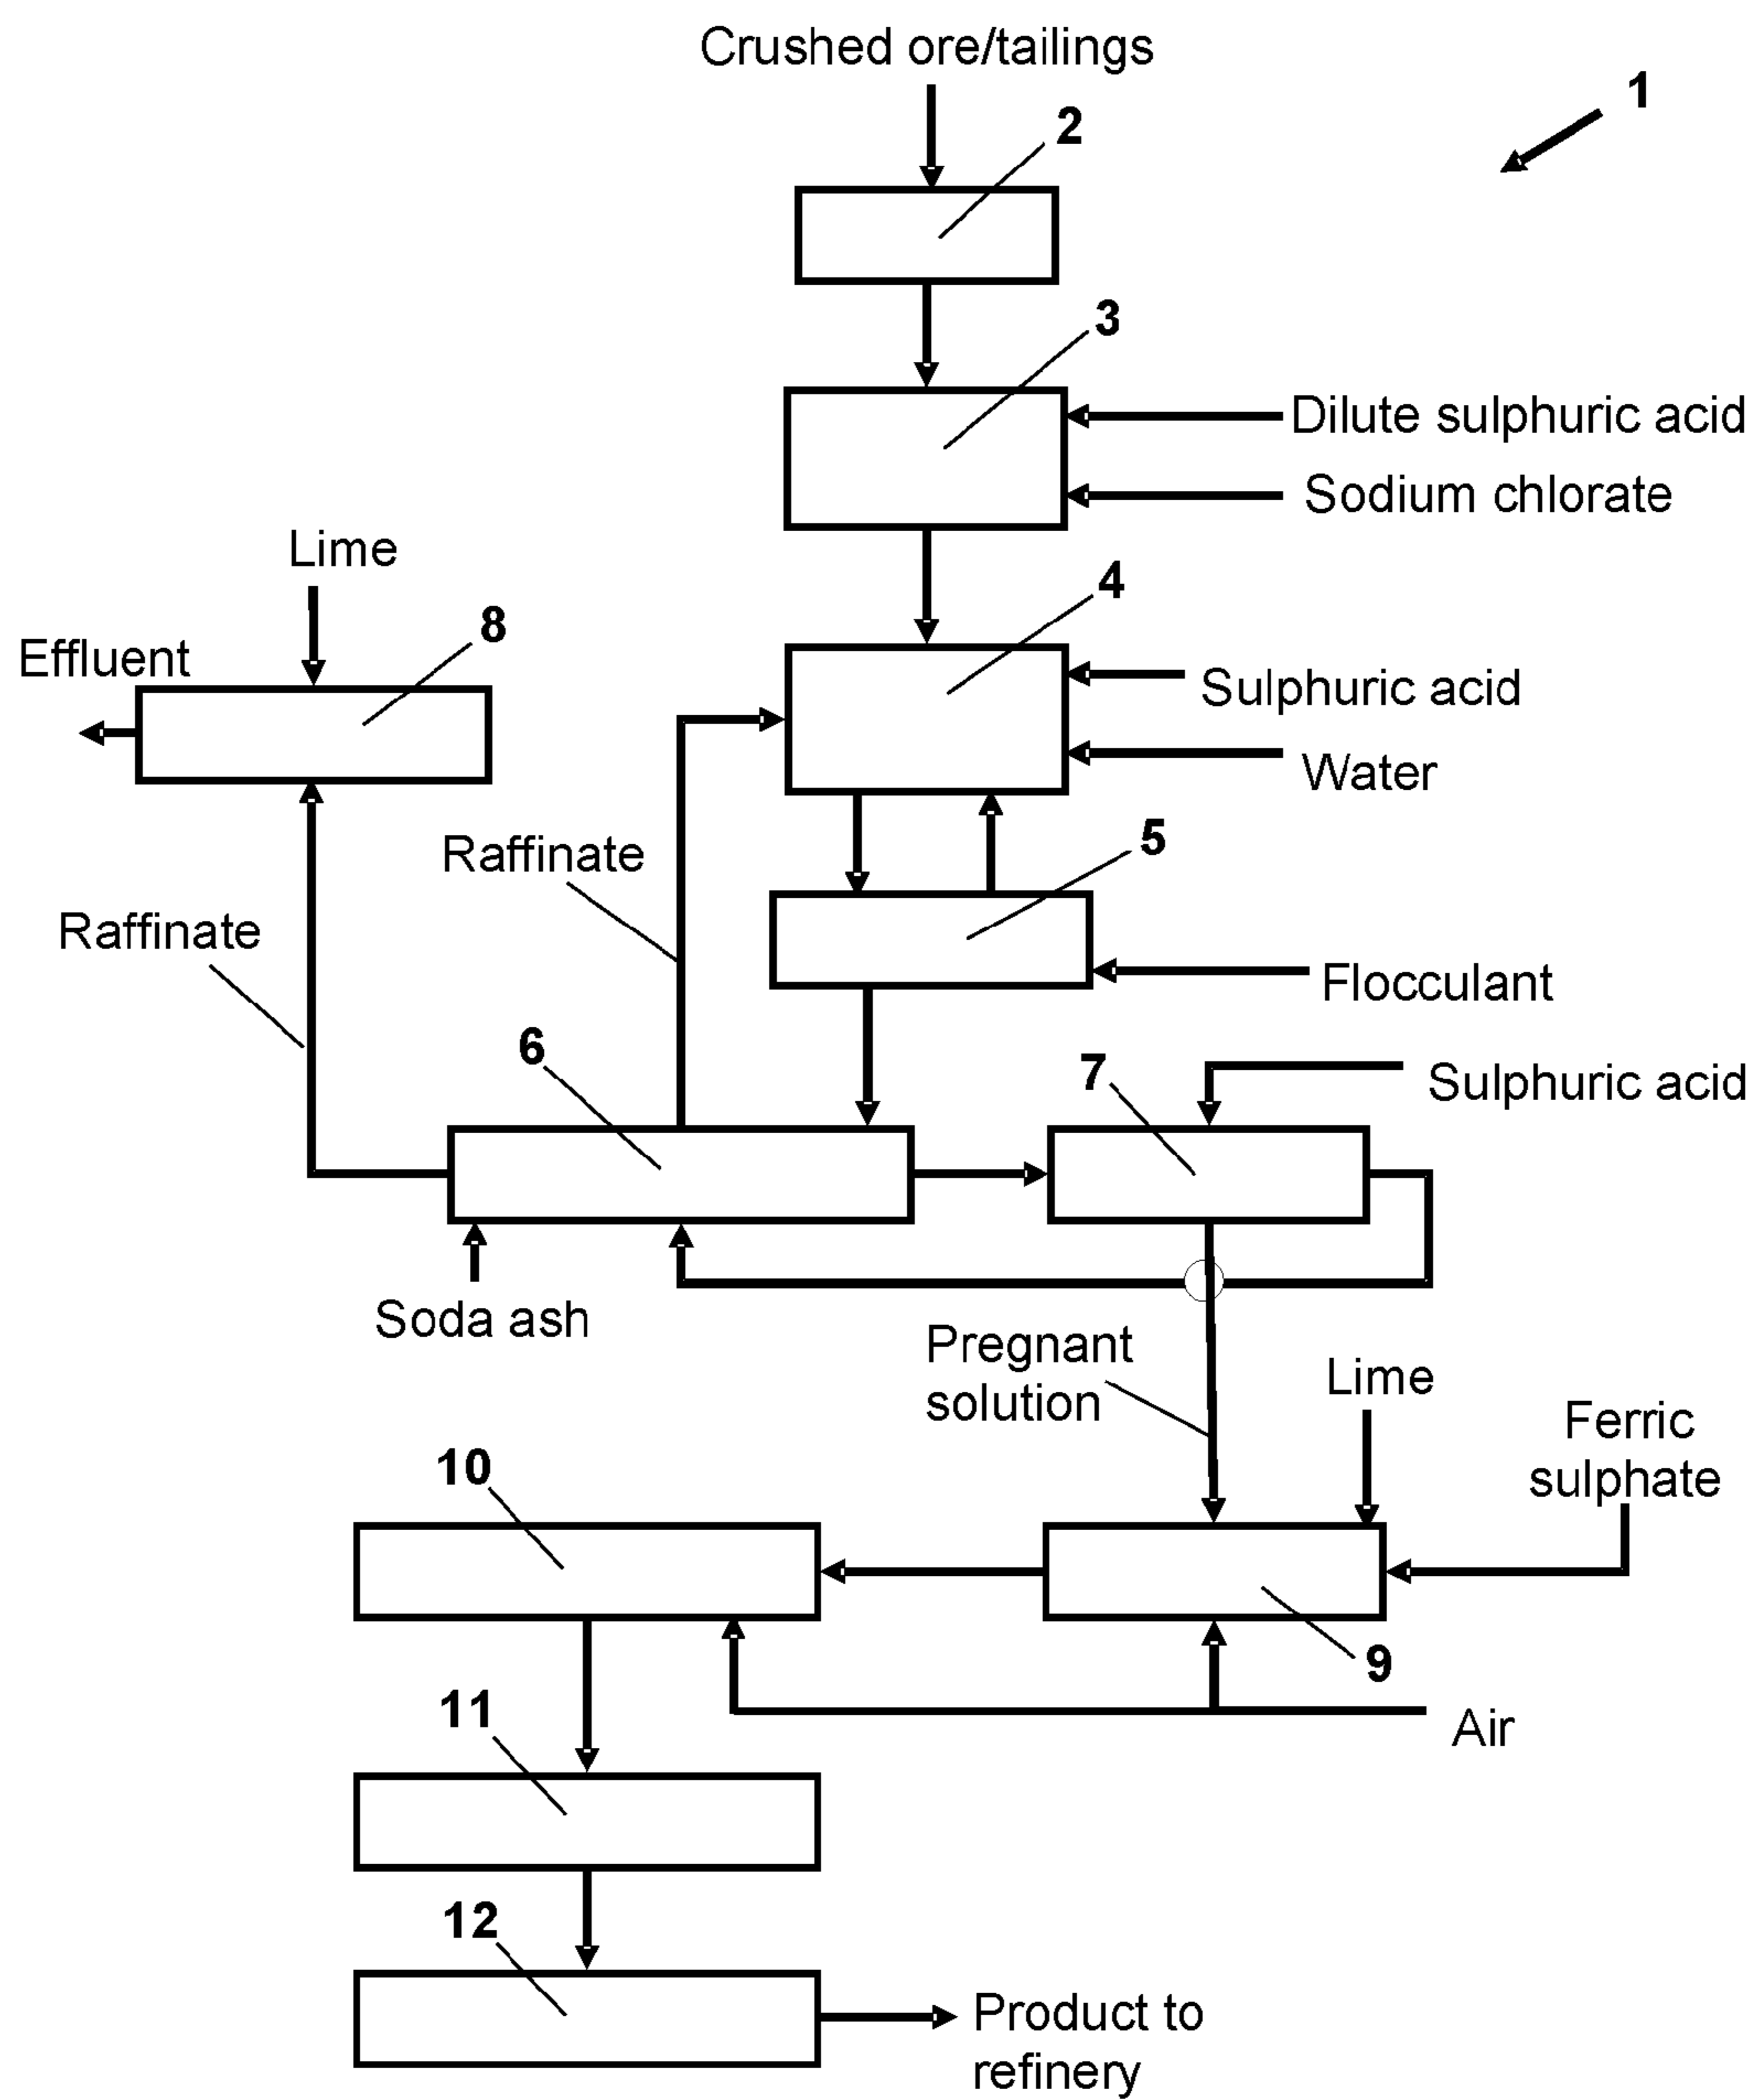 Crushed ore/tailings
1
2
3
Dilute sulphuric acid
Sodium chlorate
Lime
4
8
Effluent
Sulphuric acid
Water
Raffinate
5
Raffinate
Flocculant
6
7
Sulphuric acid
Soda ash
Pregnant
solution
Lime
Ferric
sulphate
10
9
11
Air
12
Product to
refinery